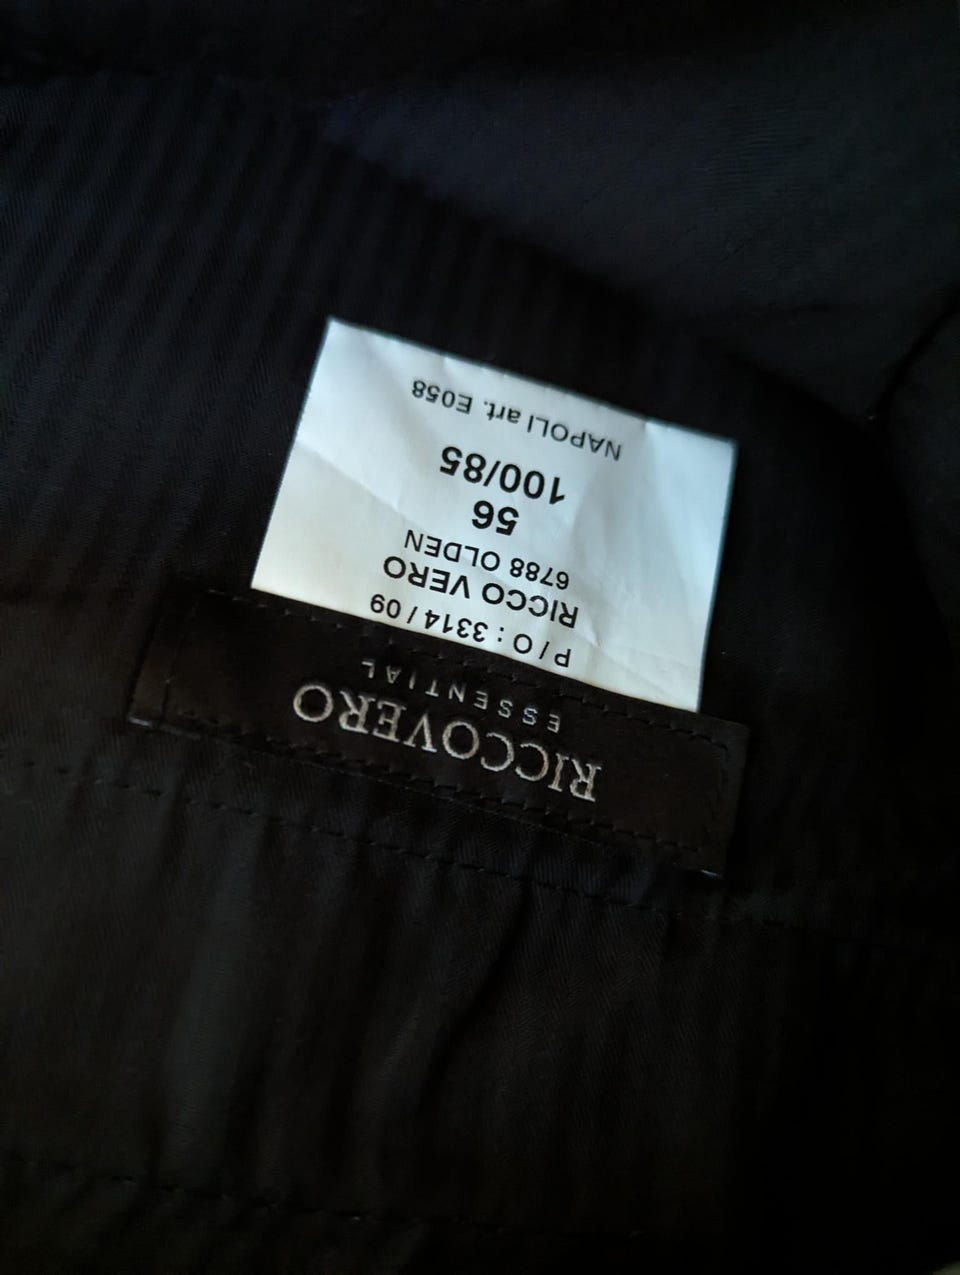 RICCOVERO
ESSENTIAL
P/O : 3314 / 09
RICCO VERO
6788 OLDEN
56
100/85
NAPOLI art. E058